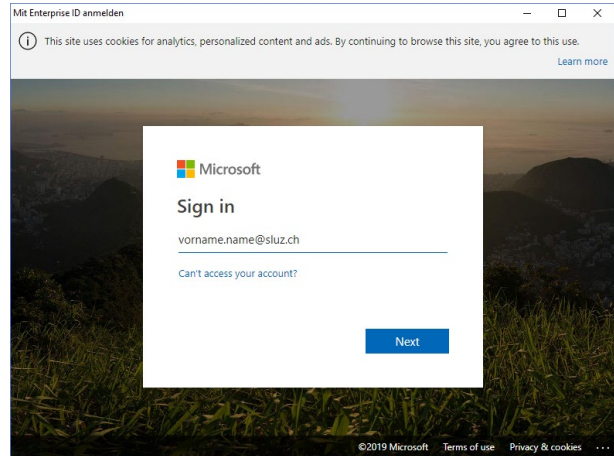 Mit Enterprise ID anmelden
This site uses cookies for analytics, personalized content and ads. By continuing to browse this site, you agree to this use.
Learn more
Microsoft
Sign in
vorname.name@sluz.ch
Can't access your account?
Next
©2019 Microsoft Terms of use Privacy & cookies ...